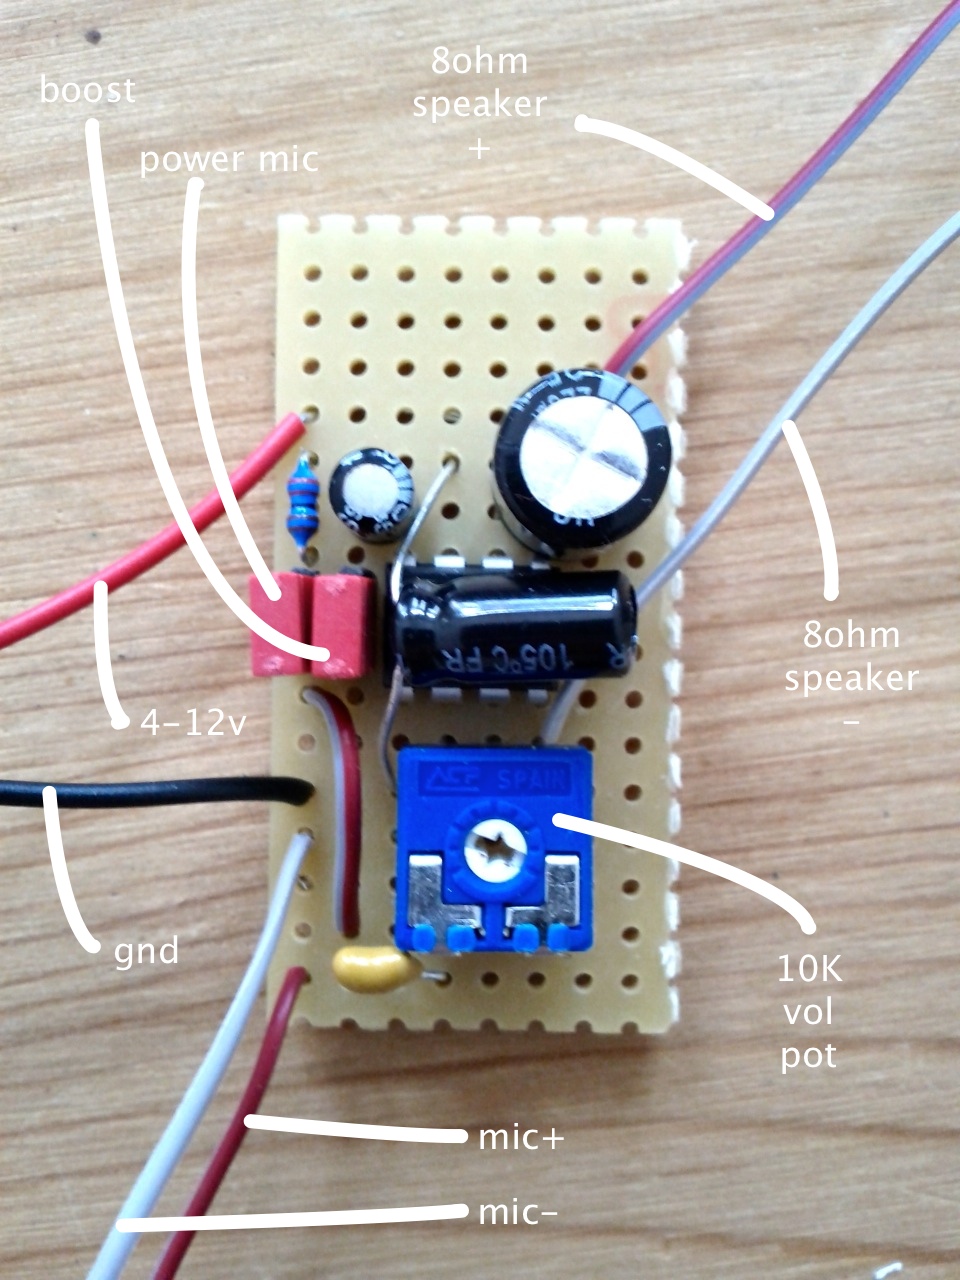 boost
8ohm
speaker
+
power mic
105°C FR
ACP SPAIN
8ohm
speaker
-
4-12v
gnd
10K
vol
pot
mic+
mic-